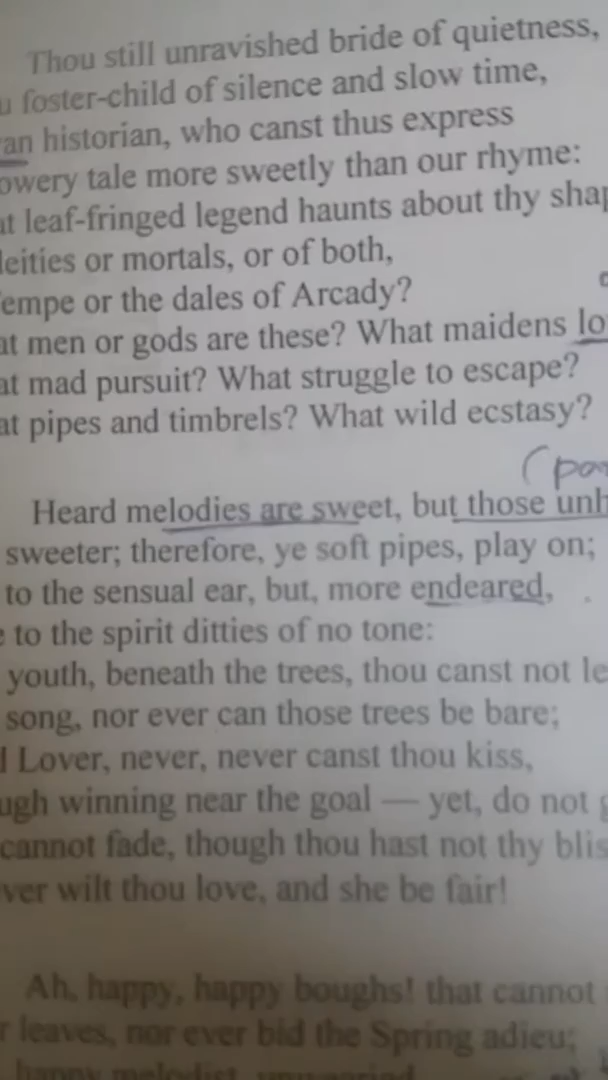 Thou still unravished bride of quietness,
u foster-child of silence and slow time,
an historian, who canst thus express
owery tale more sweetly than our rhyme:
at leaf-fringed legend haunts about thy shap
deities or mortals, or of both,
empe or the dales of Arcady?
at men or gods are these? What maidens lo
at mad pursuit? What struggle to escape?
at pipes and timbrels? What wild ecstasy?
(pa
Heard melodies are sweet, but those unh
sweeter; therefore, ye soft pipes, play on;
to the sensual ear, but, more endeared,
e to the spirit ditties of no tone:
youth, beneath the trees, thou canst not le
song, nor ever can those trees be bare;
d Lover, never, never canst thou kiss,
ugh winning near the goal — yet, do not g
cannot fade, though thou hast not thy blis
ver wilt thou love, and she be fair!
Ah, happy, happy boughs! that cannot
r leaves, nor ever bid the Spring adieu;
happy melodist, unwearied